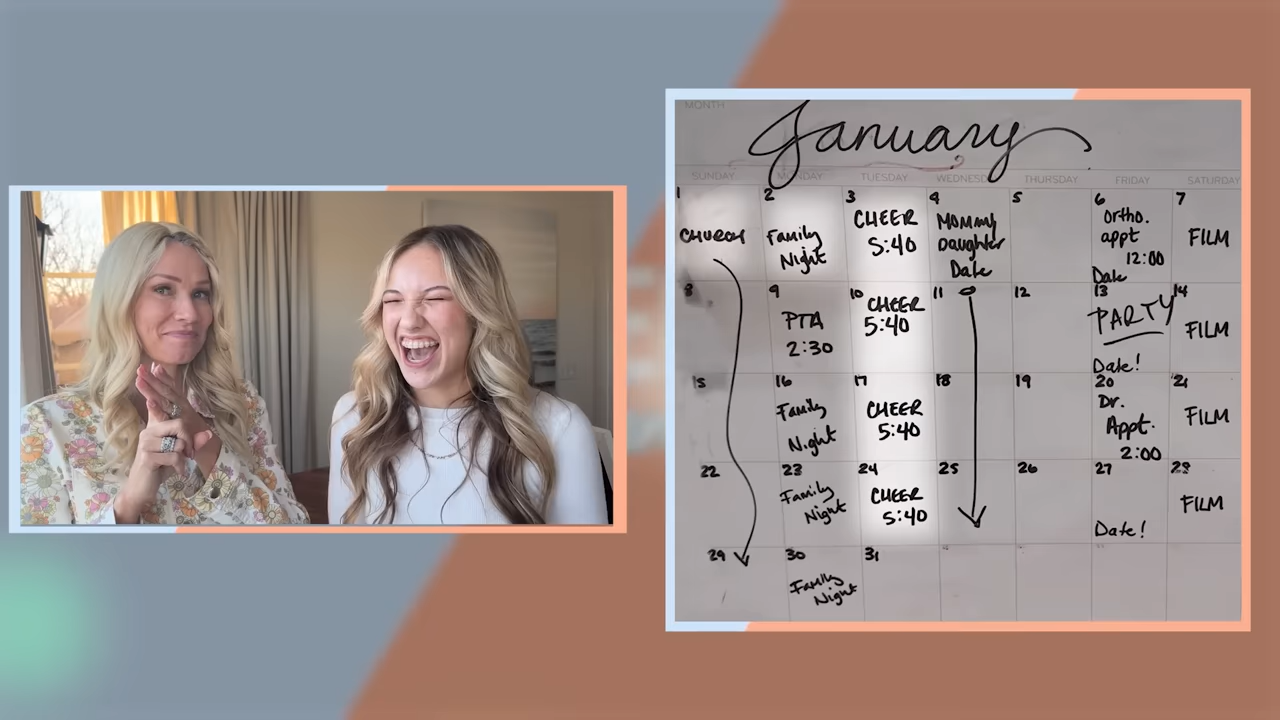 MONTH
January
SUNDAY MONDAY TUESDAY WEDNESD THURSDAY FRIDAY SATURDAY
1 2 3 4 5 6 7
CHURCH
Family
Night
CHEER
5:40
Mommy
Daughter
Date
Ortho.
appt
12:00
Date
FILM
8 9 10 11 12 13 14
PTA
2:30
CHEER
5:40
PARTY
Date!
FILM
15 16 17 18 19 20 21
Family
Night
CHEER
5:40
Dr.
Appt.
2:00
FILM
22 23 24 25 26 27 28
Family
Night
CHEER
5:40
Date!
FILM
29 30 31
Family
Night